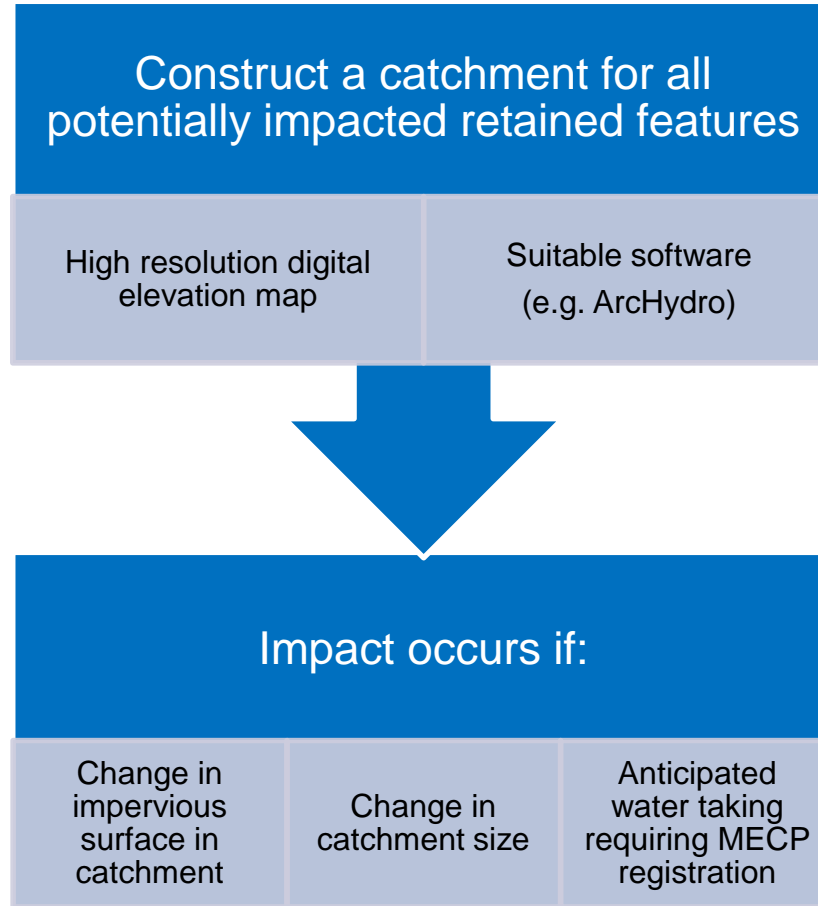 Construct a catchment for all
potentially impacted retained features
High resolution digital
elevation map
Suitable software
(e.g. ArcHydro)
Impact occurs if:
Change in
impervious
surface in
catchment
Change in
catchment size
Anticipated
water taking
requiring MECP
registration